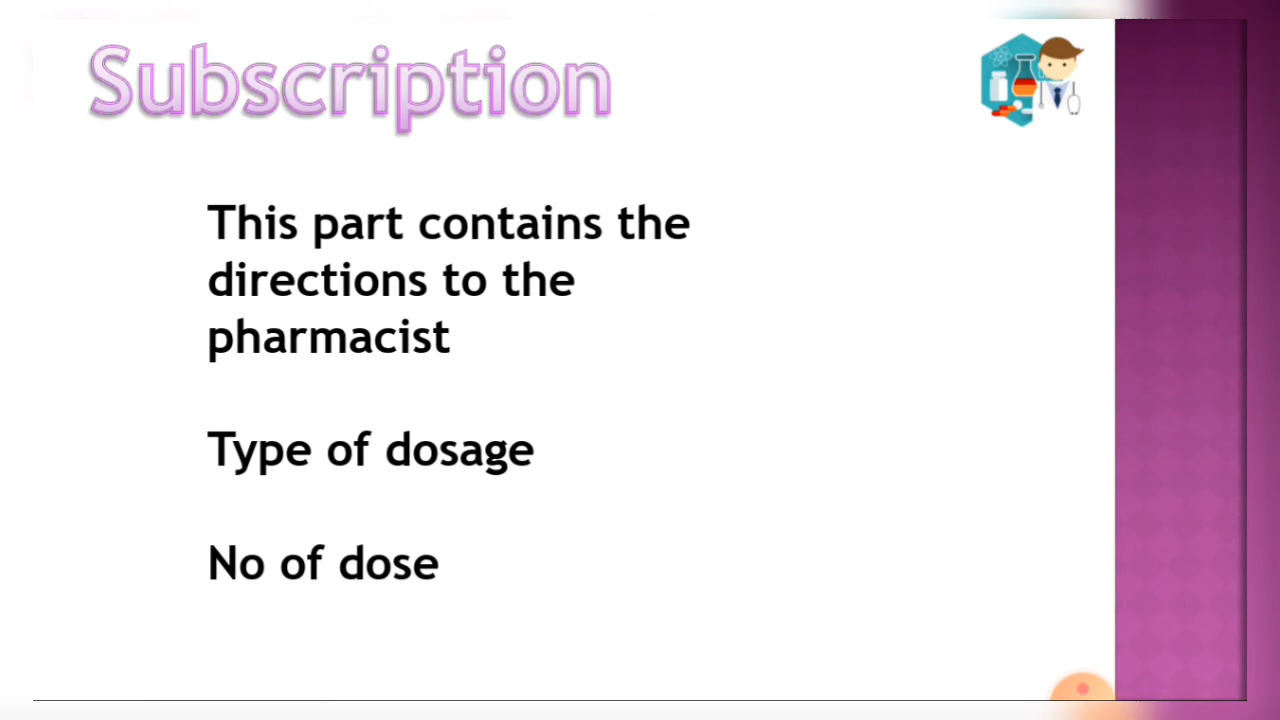 Subscription
This part contains the
directions to the
pharmacist
Type of dosage
No of dose